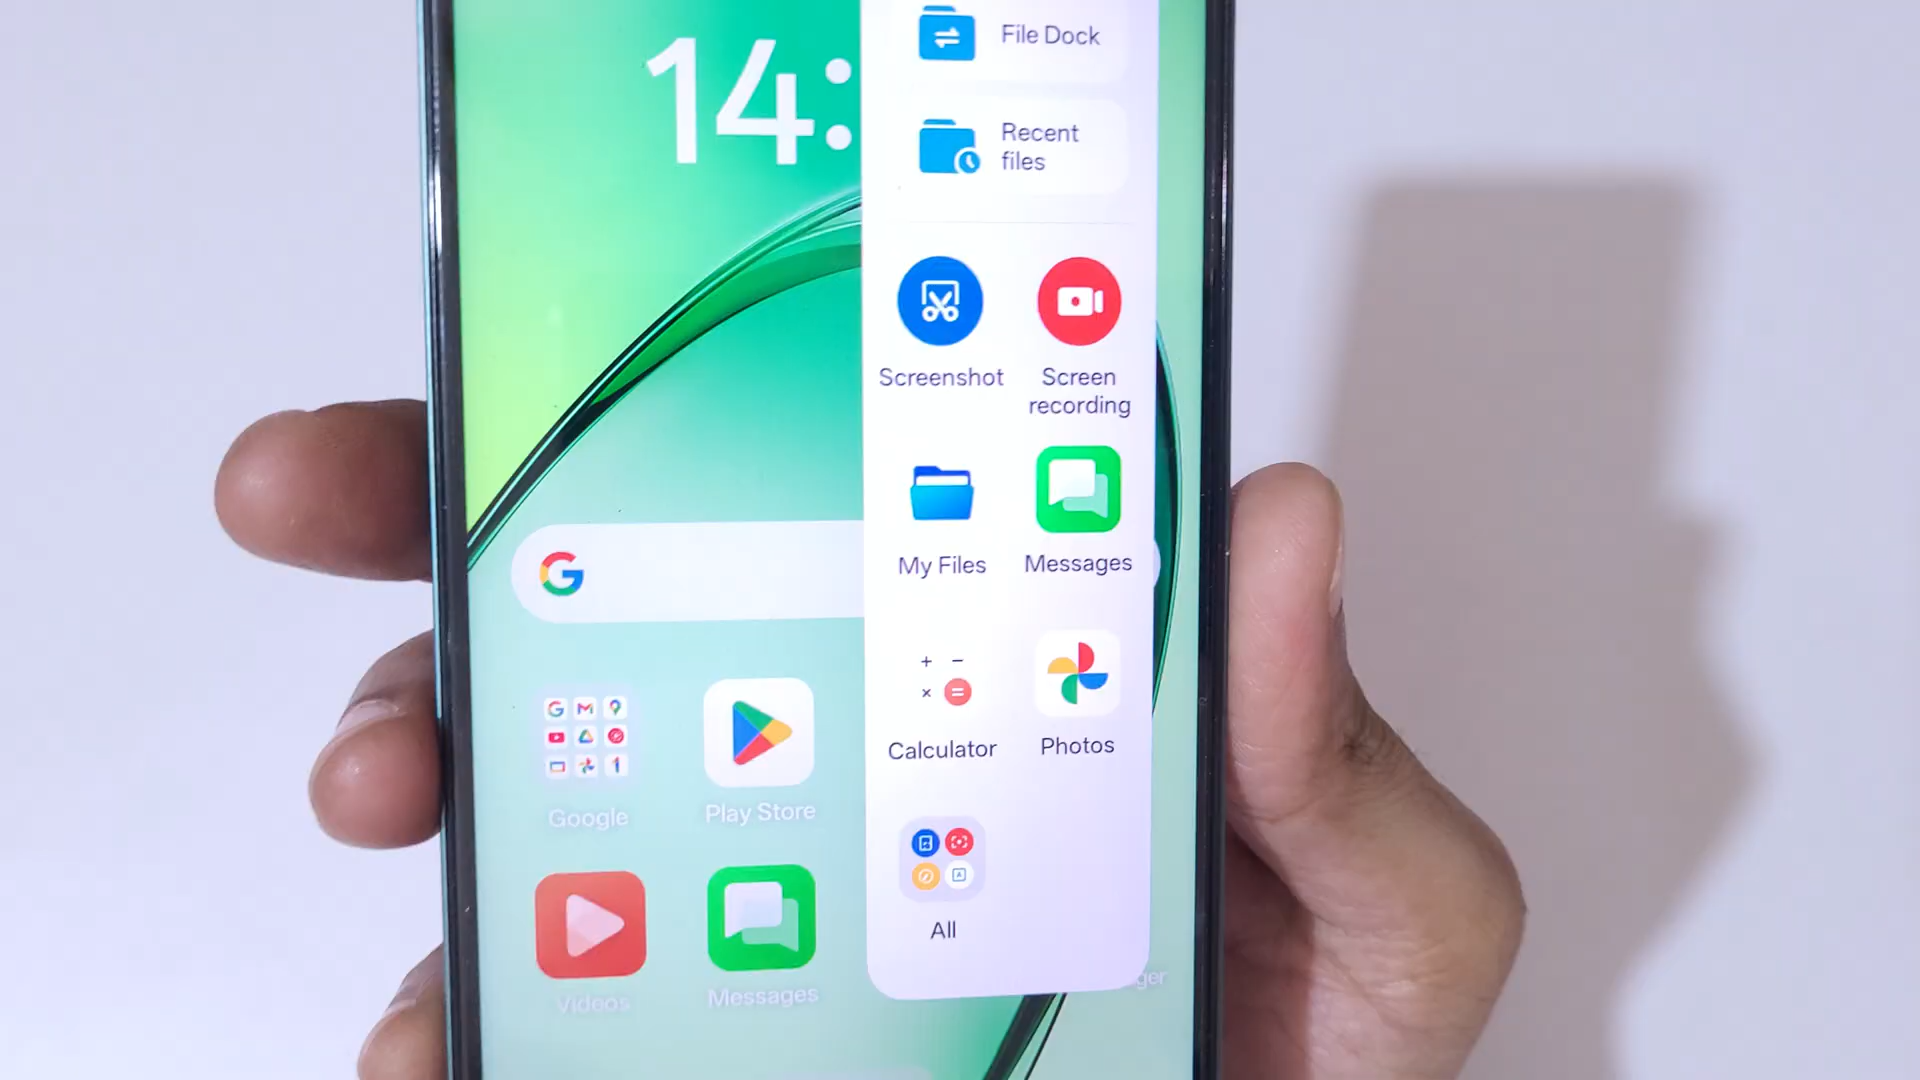 14:
File Dock
Recent
files
Screenshot
Screen
recording
My Files
Messages
Calculator
Photos
All
Google
Play Store
Videos
Messages
ger